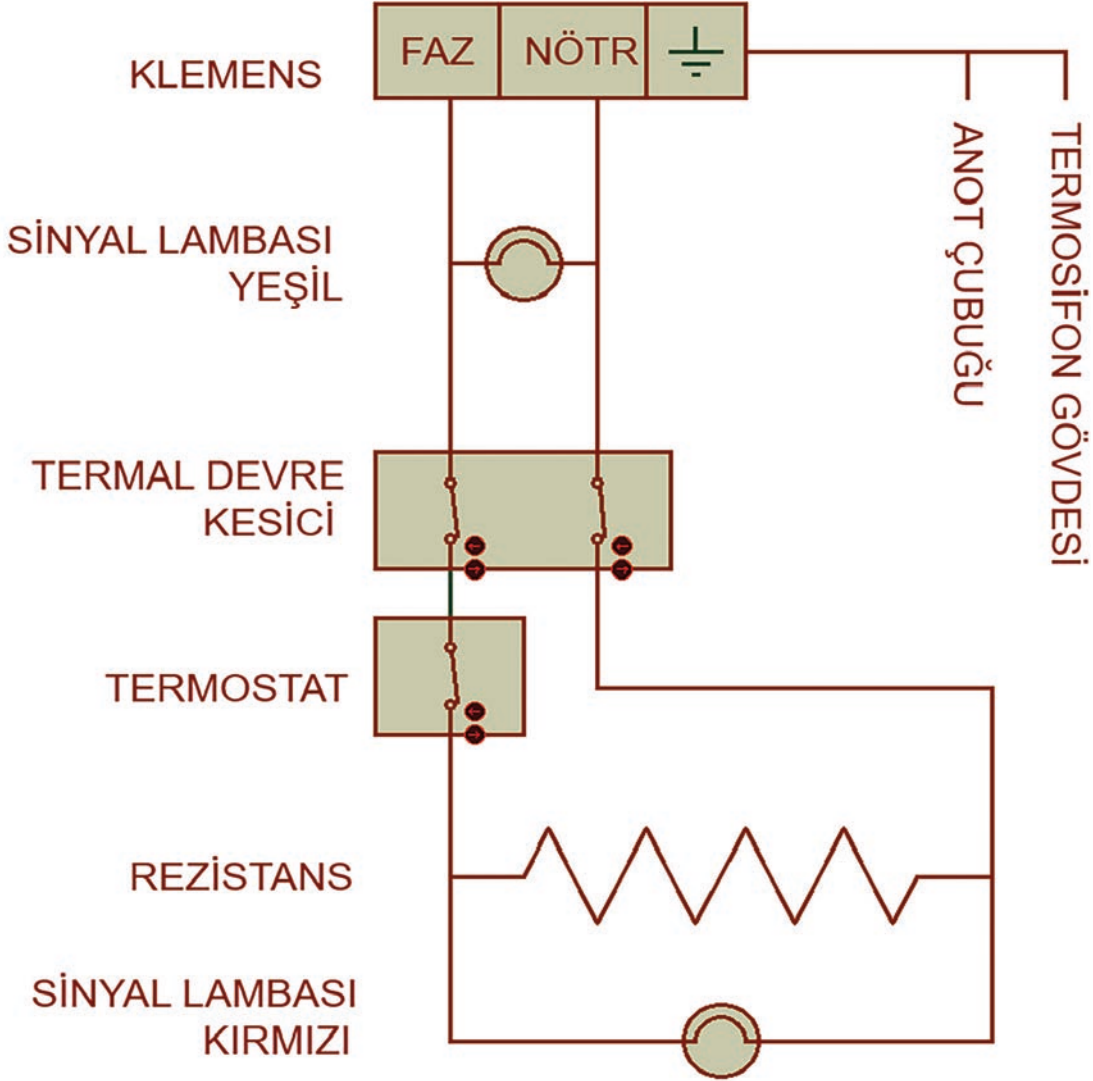 KLEMENS
FAZ
NÖTR
SİNYAL LAMBASI
YEŞİL
TERMAL DEVRE
KESİCİ
TERMOSTAT
REZİSTANS
SİNYAL LAMBASI
KIRMIZI
ANOT ÇUBUĞU
TERMOSİFON GÖVDESİ